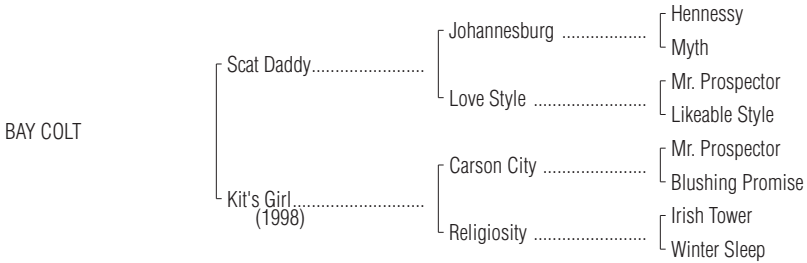 Hennessy
Johannesburg ..................
Myth
Scat Daddy........................
Mr. Prospector
Love Style ........................
Likeable Style
BAY COLT
Mr. Prospector
Carson City ......................
Blushing Promise
Kit's Girl............................
(1998)
Irish Tower
Religiosity ........................
Winter Sleep